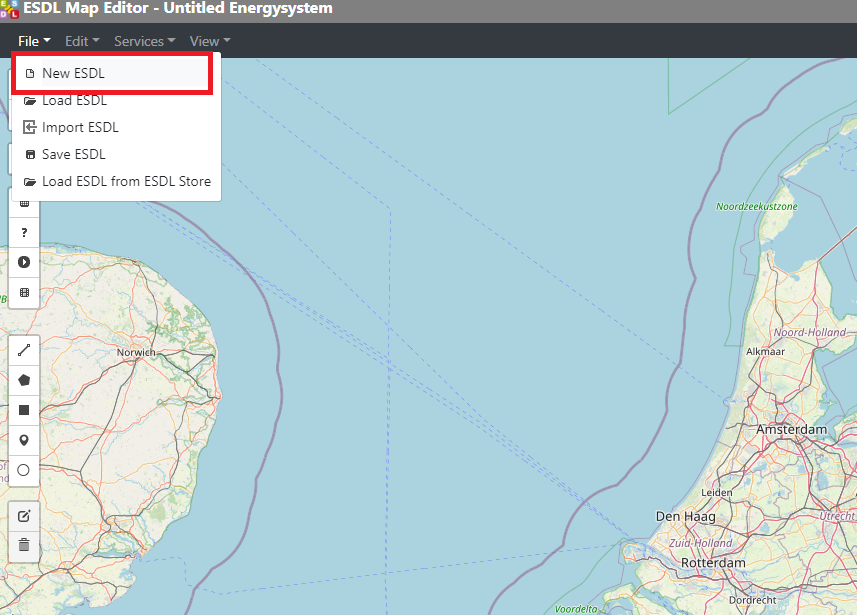 ESDL Map Editor - Untitled Energysystem
File Edit Services View
New ESDL
Load ESDL
Import ESDL
Save ESDL
Load ESDL from ESDL Store
?
Noordzeekustzone
Noord-Holland
Norwich
Alkmaar
Amsterdam
Leiden
Den Haag
Utrecht
Zuid-Holland
Rotterdam
Dordrecht
Voordelta